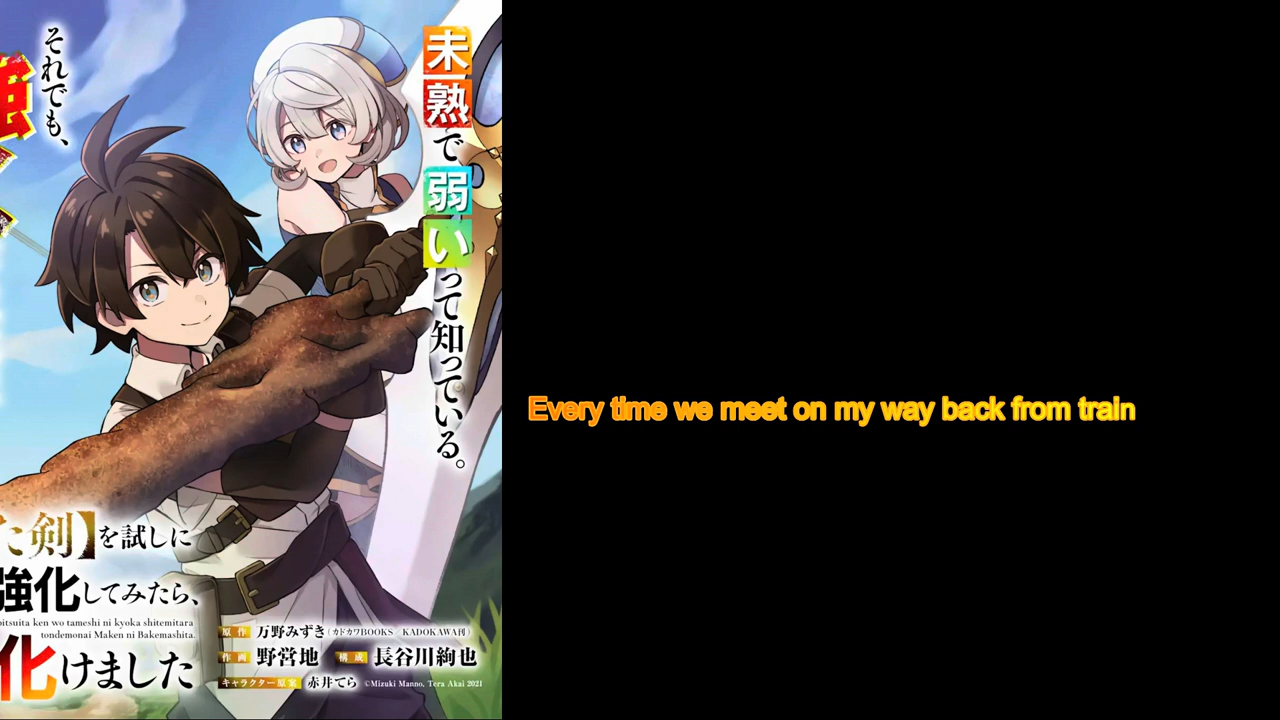 未熟で弱いって知っている。
それでも、
強
た剣】を試しに
強化してみたら、
bitsuita ken wo tameshi ni kyoka shitemitara
tondemonai Maken ni Bakemashita.
化けました
原作 万野みずき(カドカワBOOKS/KADOKAWA刊)
作画 野営地 構成 長谷川絢也
キャラクター原案 赤井てら ©Mizuki Manno, Tera Akai 2021
Every time we meet on my way back from train